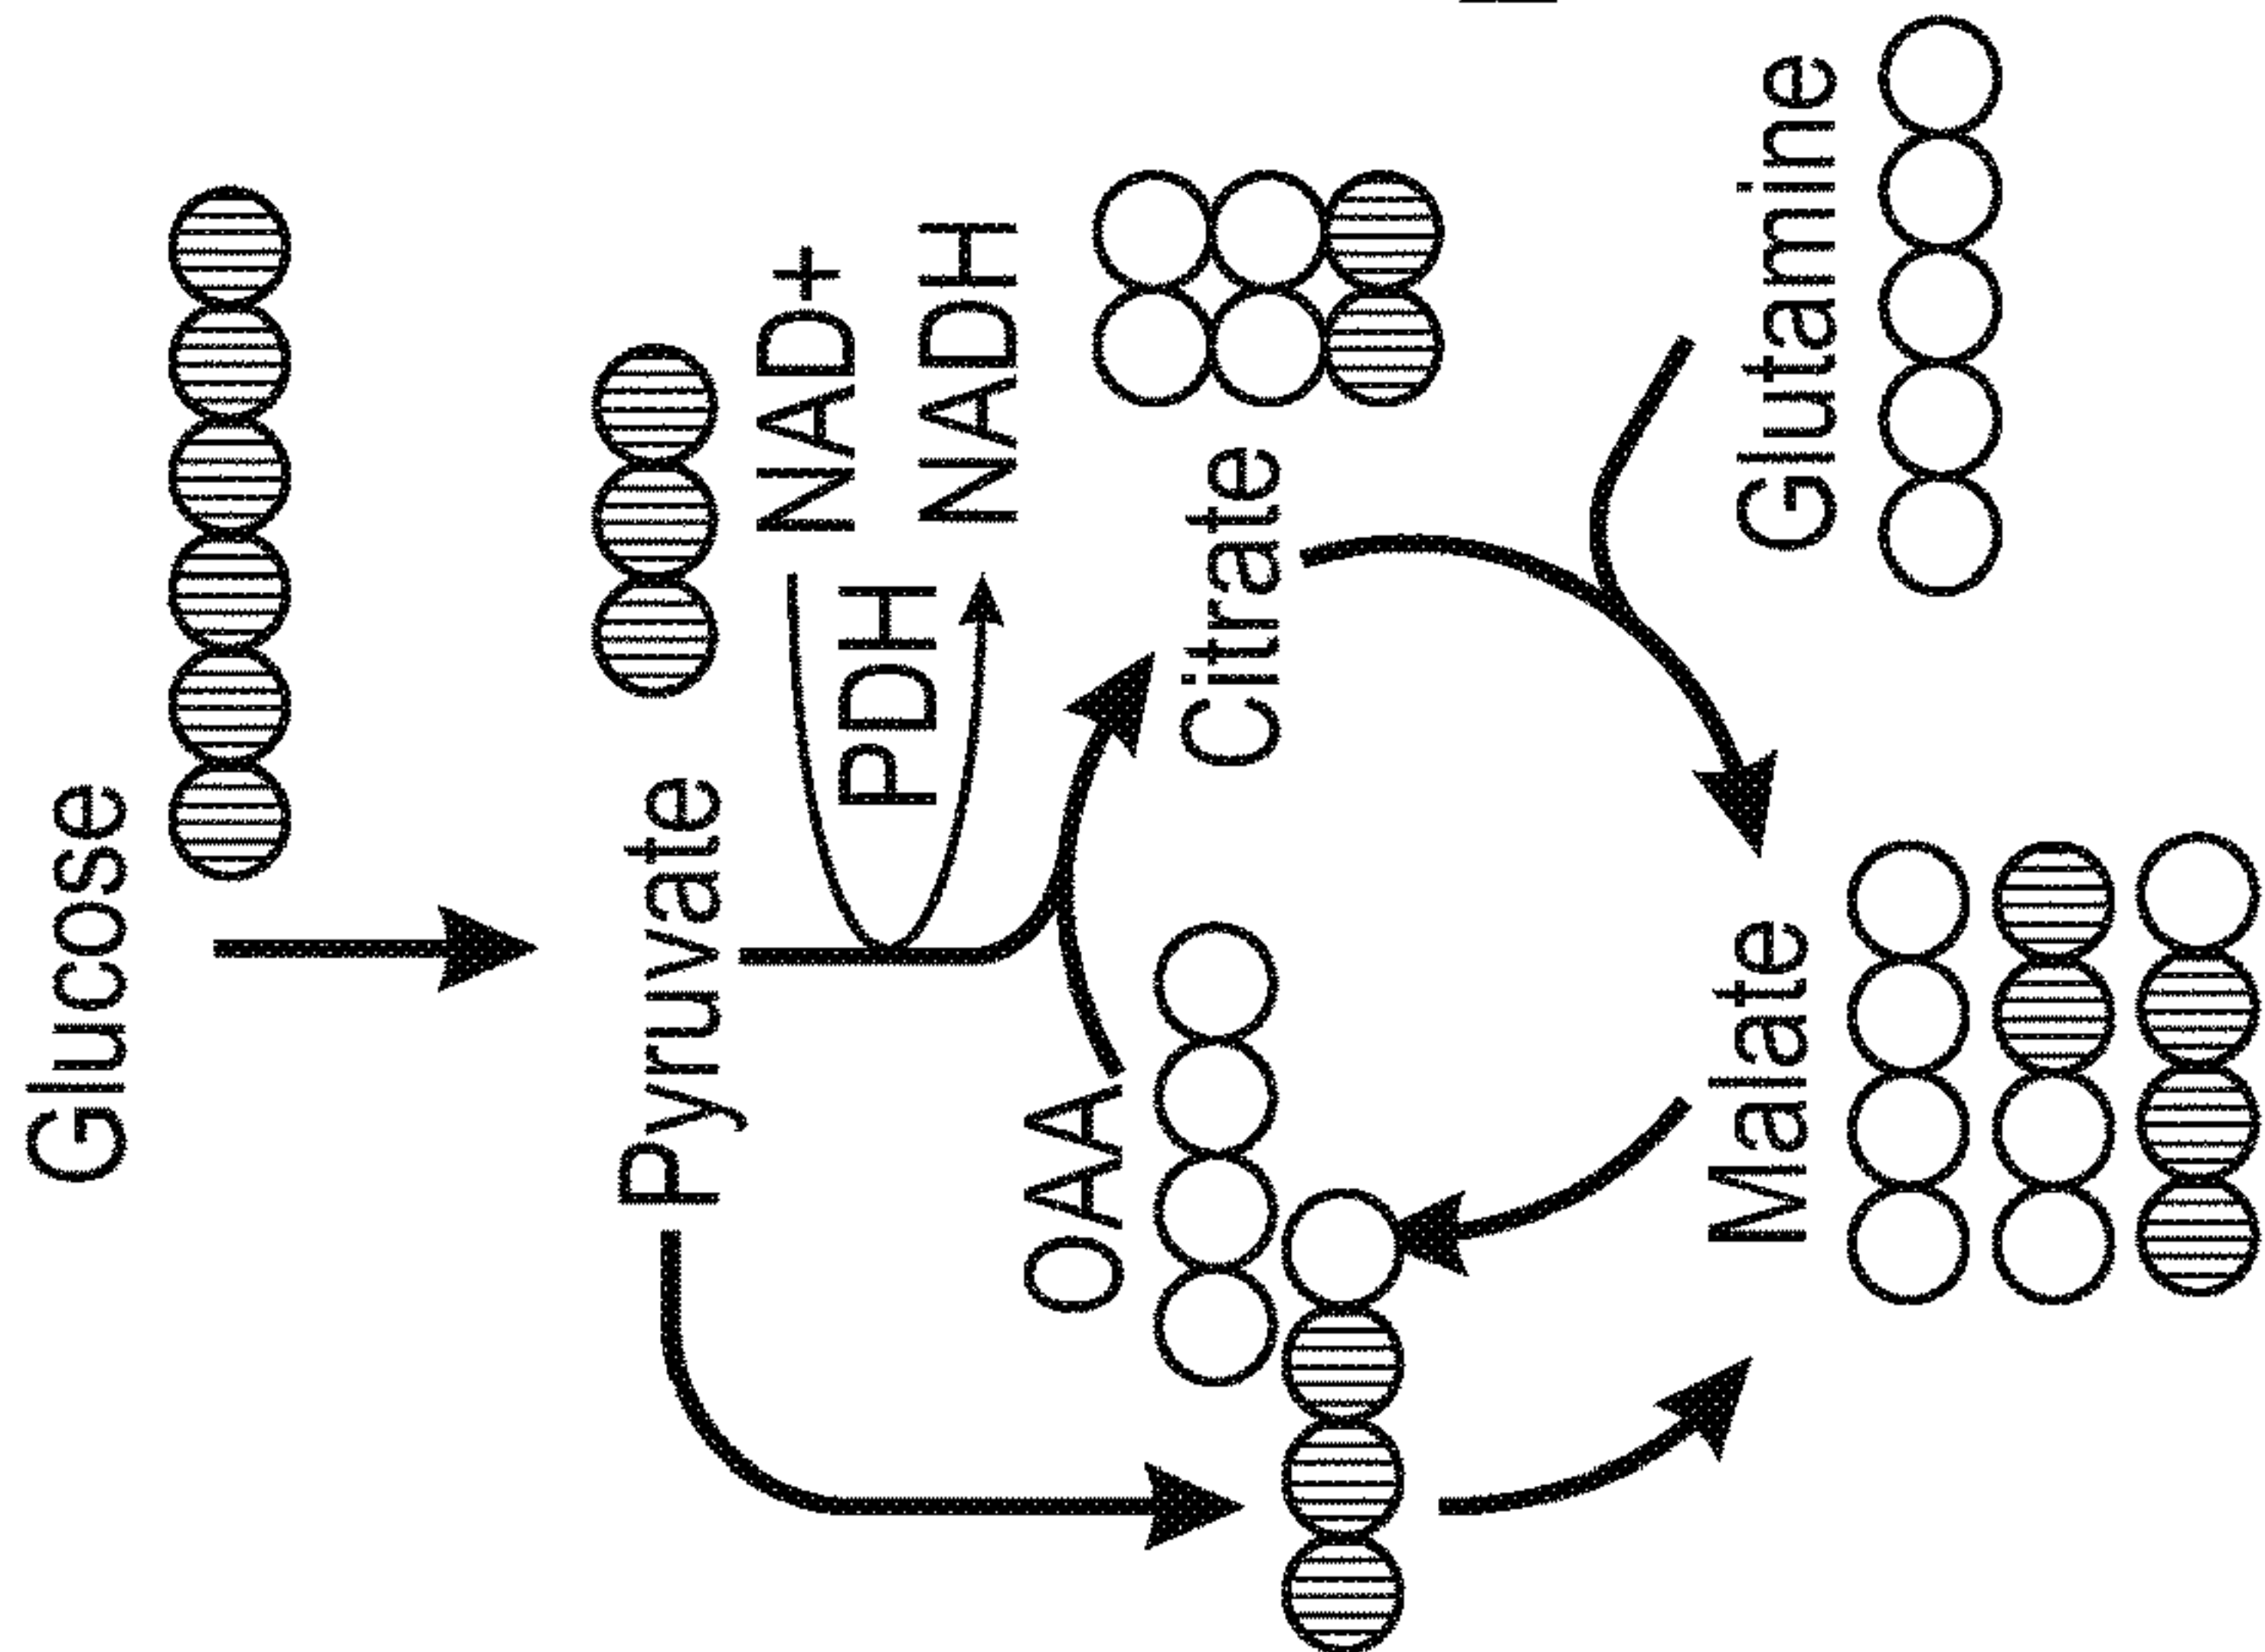 Glucose
Pyruvate
NAD+
PDH
NADH
OAA
Citrate
Malate
Glutamine